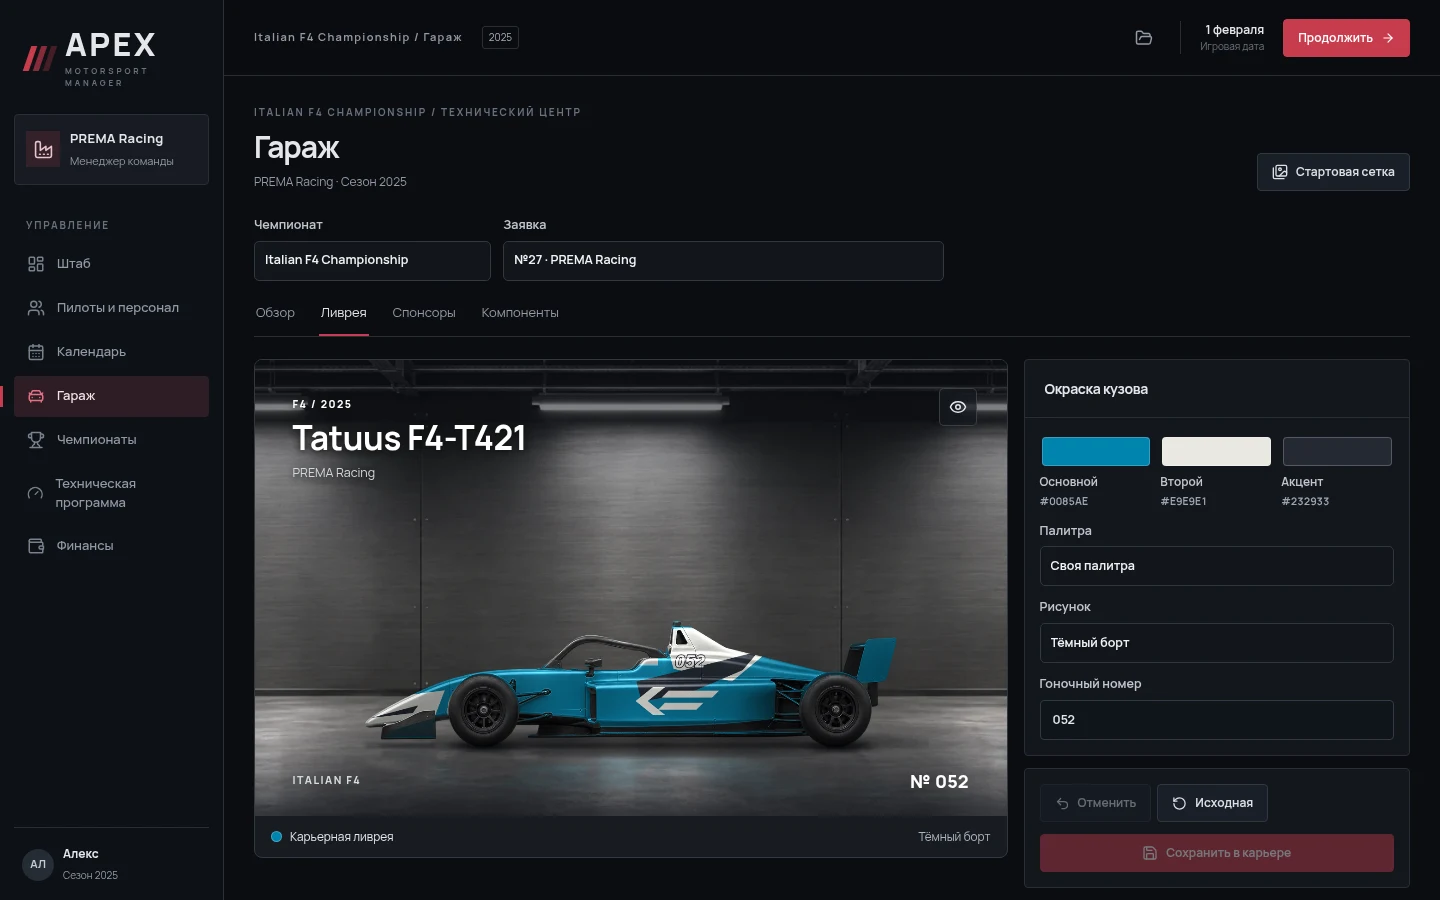 APEX
MOTORSPORT
MANAGER
PREMA Racing
Менеджер команды
УПРАВЛЕНИЕ
Штаб
Пилоты и персонал
Календарь
Гараж
Чемпионаты
Техническая
программа
Финансы
АЛ
Алекс
Сезон 2025
Italian F4 Championship / Гараж
2025
1 февраля
Игровая дата
Продолжить
ITALIAN F4 CHAMPIONSHIP / ТЕХНИЧЕСКИЙ ЦЕНТР
Гараж
PREMA Racing · Сезон 2025
Стартовая сетка
Чемпионат
Заявка
Italian F4 Championship
№27 · PREMA Racing
Обзор
Ливрея
Спонсоры
Компоненты
F4 / 2025
Tatuus F4-T421
PREMA Racing
052
ITALIAN F4
№ 052
Карьерная ливрея
Тёмный борт
Окраска кузова
Основной
#0085AE
Второй
#E9E9E1
Акцент
#232933
Палитра
Своя палитра
Рисунок
Тёмный борт
Гоночный номер
052
Отменить
Исходная
Сохранить в карьере